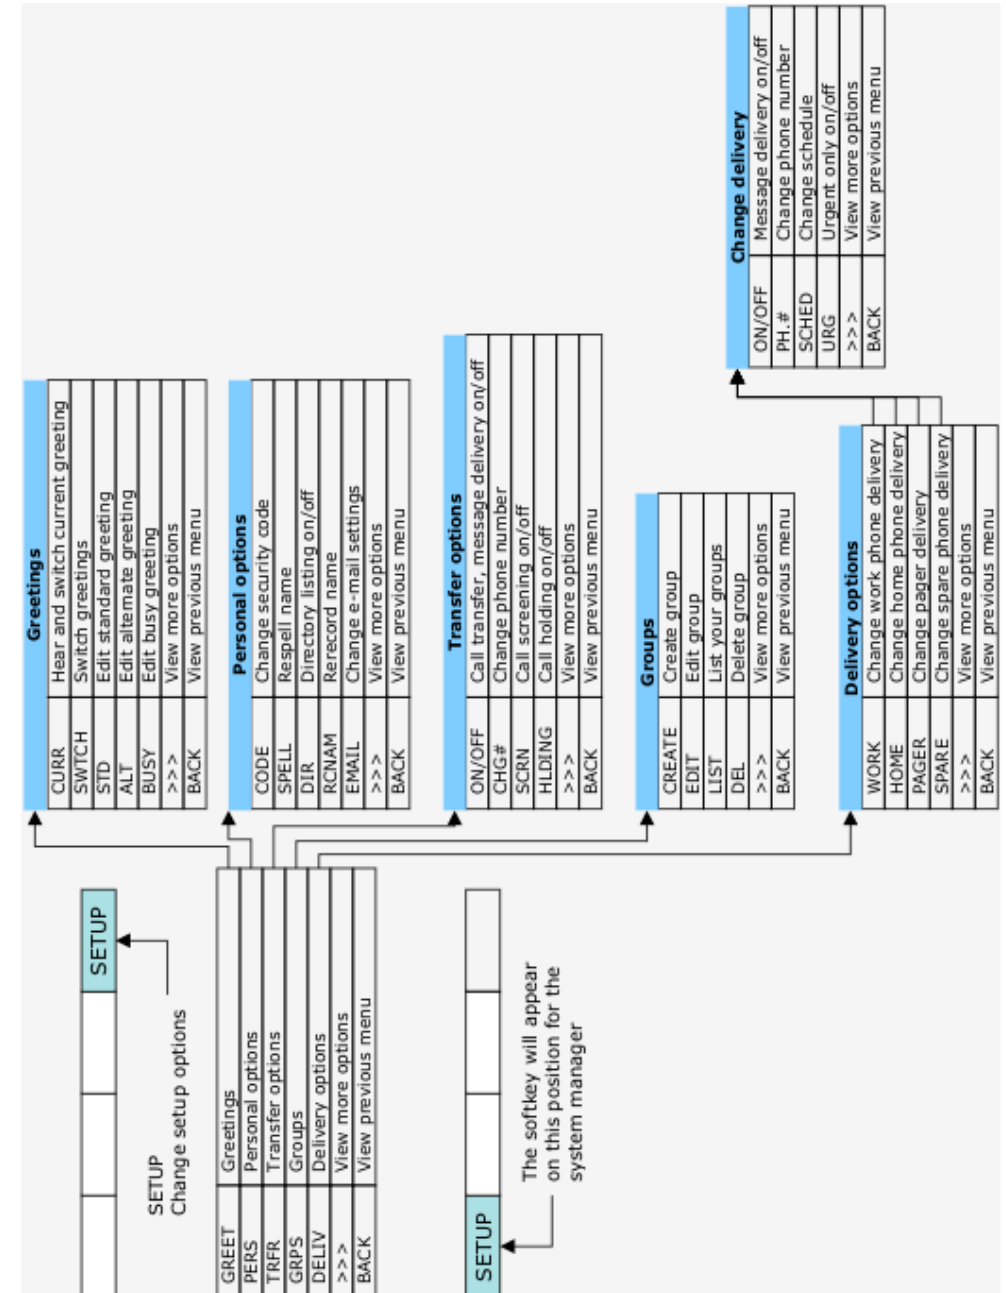 SETUP
SETUP
Change setup options
GREET Greetings
PERS Personal options
TRFR Transfer options
GRPS Groups
DELIV Delivery options
>>> View more options
BACK View previous menu
SETUP
The softkey will appear
on this position for the
system manager
Greetings
CURR Hear and switch current greeting
SWTCH Switch greetings
STD Edit standard greeting
ALT Edit alternate greeting
BUSY Edit busy greeting
>>> View more options
BACK View previous menu
Personal options
CODE Change security code
SPELL Respell name
DIR Directory listing on/off
RCNAM Rerecord name
EMAIL Change e-mail settings
>>> View more options
BACK View previous menu
Transfer options
ON/OFF Call transfer, message delivery on/off
CHG# Change phone number
SCRN Call screening on/off
HLDING Call holding on/off
>>> View more options
BACK View previous menu
Groups
CREATE Create group
EDIT Edit group
LIST List your groups
DEL Delete group
>>> View more options
BACK View previous menu
Delivery options
WORK Change work phone delivery
HOME Change home phone delivery
PAGER Change pager delivery
SPARE Change spare phone delivery
>>> View more options
BACK View previous menu
Change delivery
ON/OFF Message delivery on/off
PH.# Change phone number
SCHED Change schedule
URG Urgent only on/off
>>> View more options
BACK View previous menu